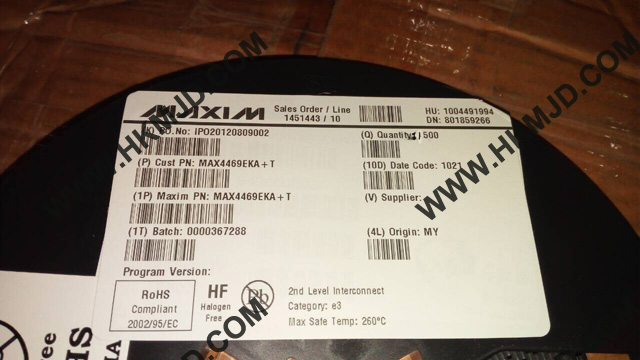 MAXIM Sales Order / Line
1451443 / 10
HU: 1004491994
DN: 801859266
(K) PO.No: IPO20120809002
(Q) Quantity: 500
(P) Cust PN: MAX4469EKA+T
(10D) Date Code: 1021
(1P) Maxim PN: MAX4469EKA+T
(V) Supplier:
(1T) Batch: 0000367288
(4L) Origin: MY
Program Version:
RoHS
Compliant
2002/95/EC
HF
Halogen
Free
Pb
2nd Level Interconnect
Category: e3
Max Safe Temp: 260°C
WWW.HKMJD.COM
WWW.HKMJD.COM